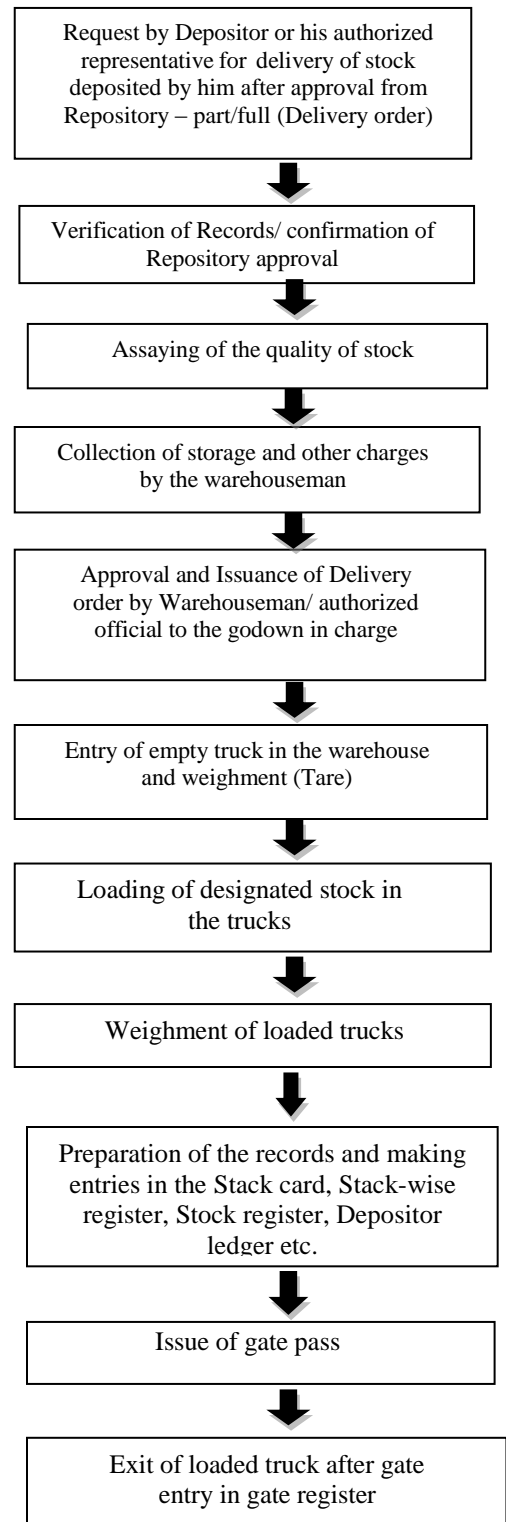 Request by Depositor or his authorized
representative for delivery of stock
deposited by him after approval from
Repository – part/full (Delivery order)
Verification of Records/ confirmation of
Repository approval
Assaying of the quality of stock
Collection of storage and other charges
by the warehouseman
Approval and Issuance of Delivery
order by Warehouseman/ authorized
official to the godown in charge
Entry of empty truck in the warehouse
and weighment (Tare)
Loading of designated stock in
the trucks
Weighment of loaded trucks
Preparation of the records and making
entries in the Stack card, Stack-wise
register, Stock register, Depositor
ledger etc.
Issue of gate pass
Exit of loaded truck after gate
entry in gate register